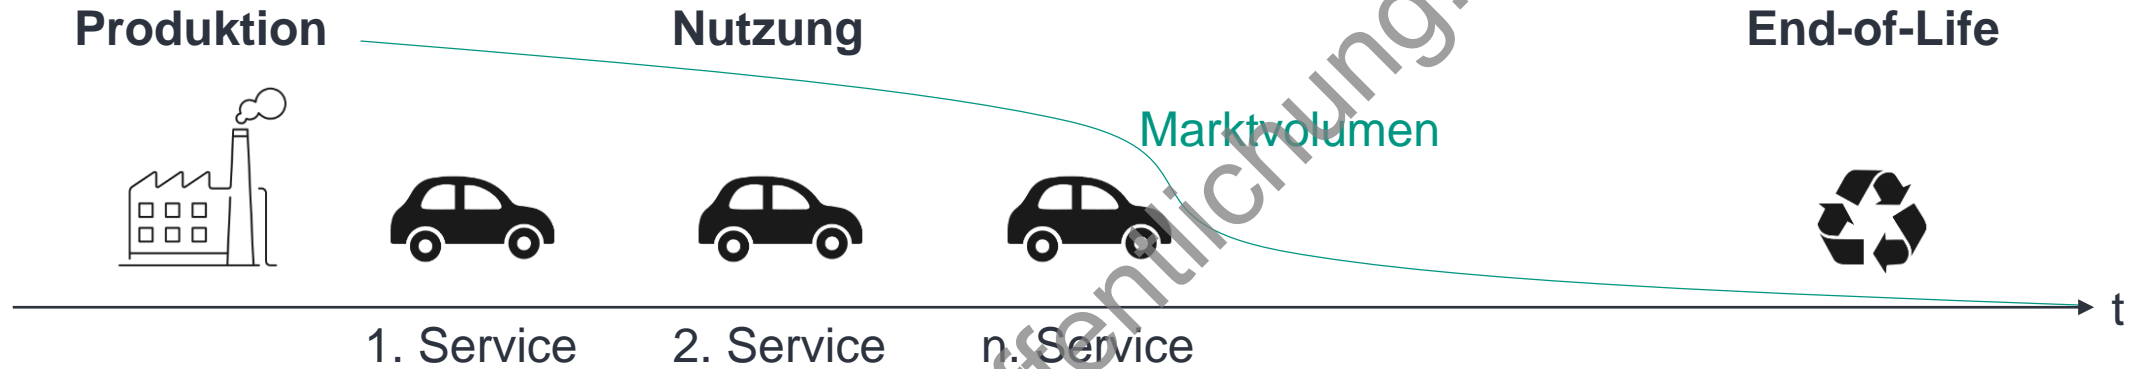 Produktion Nutzung End-of-Life
Marktvolumen
t
1. Service 2. Service n. Service